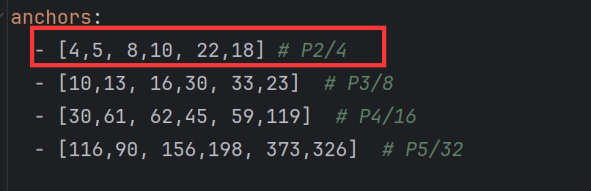 anchors:
- [4,5, 8,10, 22,18] # P2/4
- [10,13, 16,30, 33,23] # P3/8
- [30,61, 62,45, 59,119] # P4/16
- [116,90, 156,198, 373,326] # P5/32